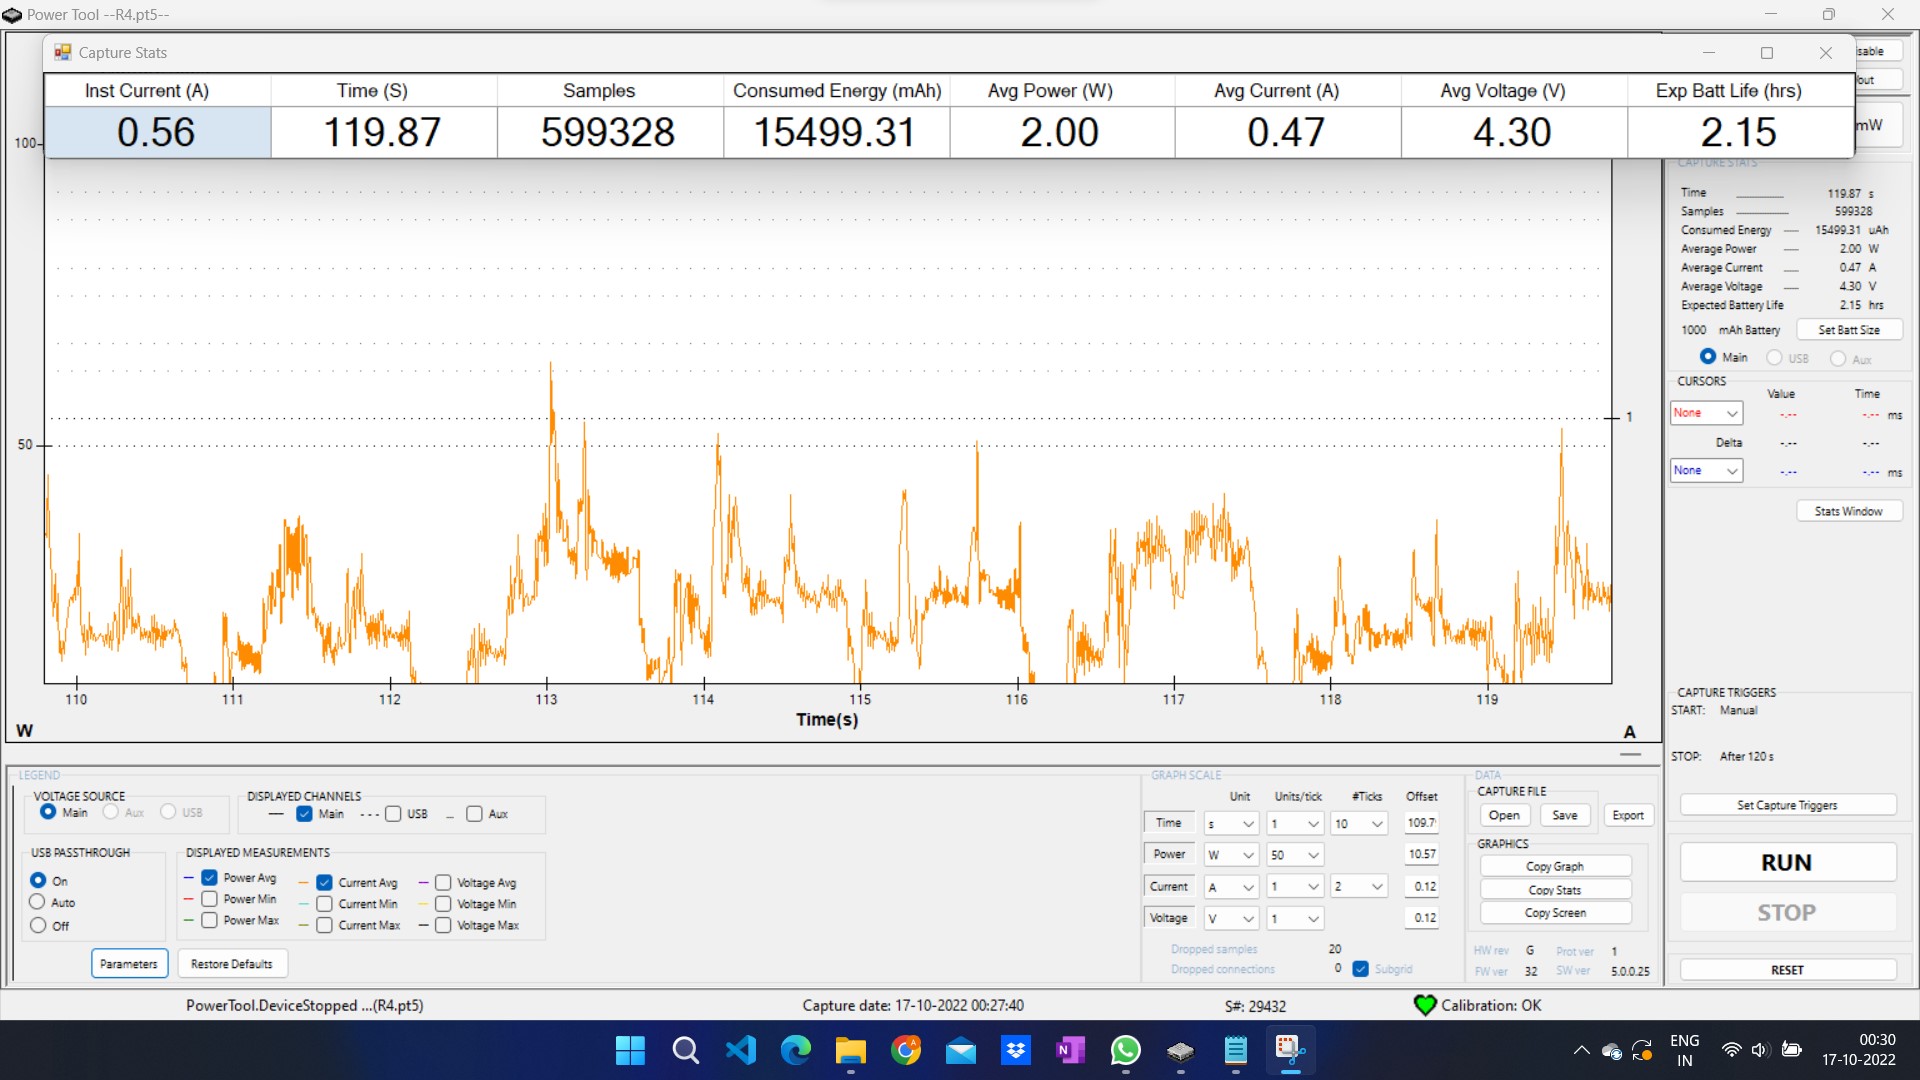 Power Tool --R4.pt5--
Capture Stats
Inst Current (A) Time (S) Samples Consumed Energy (mAh) Avg Power (W) Avg Current (A) Avg Voltage (V) Exp Batt Life (hrs)
0.56 119.87 599328 15499.31 2.00 0.47 4.30 2.15
mW
100
50
1
110 111 112 113 114 115 116 117 118 119
Time(s)
W
A
CAPTURE STATS
Time 119.87 s
Samples 599328
Consumed Energy 15499.31 uAh
Average Power 2.00 W
Average Current 0.47 A
Average Voltage 4.30 V
Expected Battery Life 2.15 hrs
1000 mAh Battery Set Batt Size
Main USB Aux
CURSORS
Value Time
None -.-- -.-- ms
Delta -.-- -.--
None -.-- -.-- ms
Stats Window
CAPTURE TRIGGERS
START: Manual
STOP: After 120 s
Set Capture Triggers
RUN
STOP
RESET
LEGEND
VOLTAGE SOURCE
Main Aux USB
DISPLAYED CHANNELS
Main USB Aux
USB PASSTHROUGH
On
Auto
Off
DISPLAYED MEASUREMENTS
Power Avg Current Avg Voltage Avg
Power Min Current Min Voltage Min
Power Max Current Max Voltage Max
Parameters Restore Defaults
GRAPH SCALE
Unit Units/tick #Ticks Offset
Time s 1 10 109.7
Power W 50 10.57
Current A 1 2 0.12
Voltage V 1 0.12
Dropped samples 20
Dropped connections 0 Subgrid
DATA
CAPTURE FILE
Open Save Export
GRAPHICS
Copy Graph
Copy Stats
Copy Screen
HW rev G Prot ver 1
FW ver 32 SW ver 5.0.0.25
PowerTool.DeviceStopped ...(R4.pt5) Capture date: 17-10-2022 00:27:40 S#: 29432 Calibration: OK
ENG
IN
00:30
17-10-2022